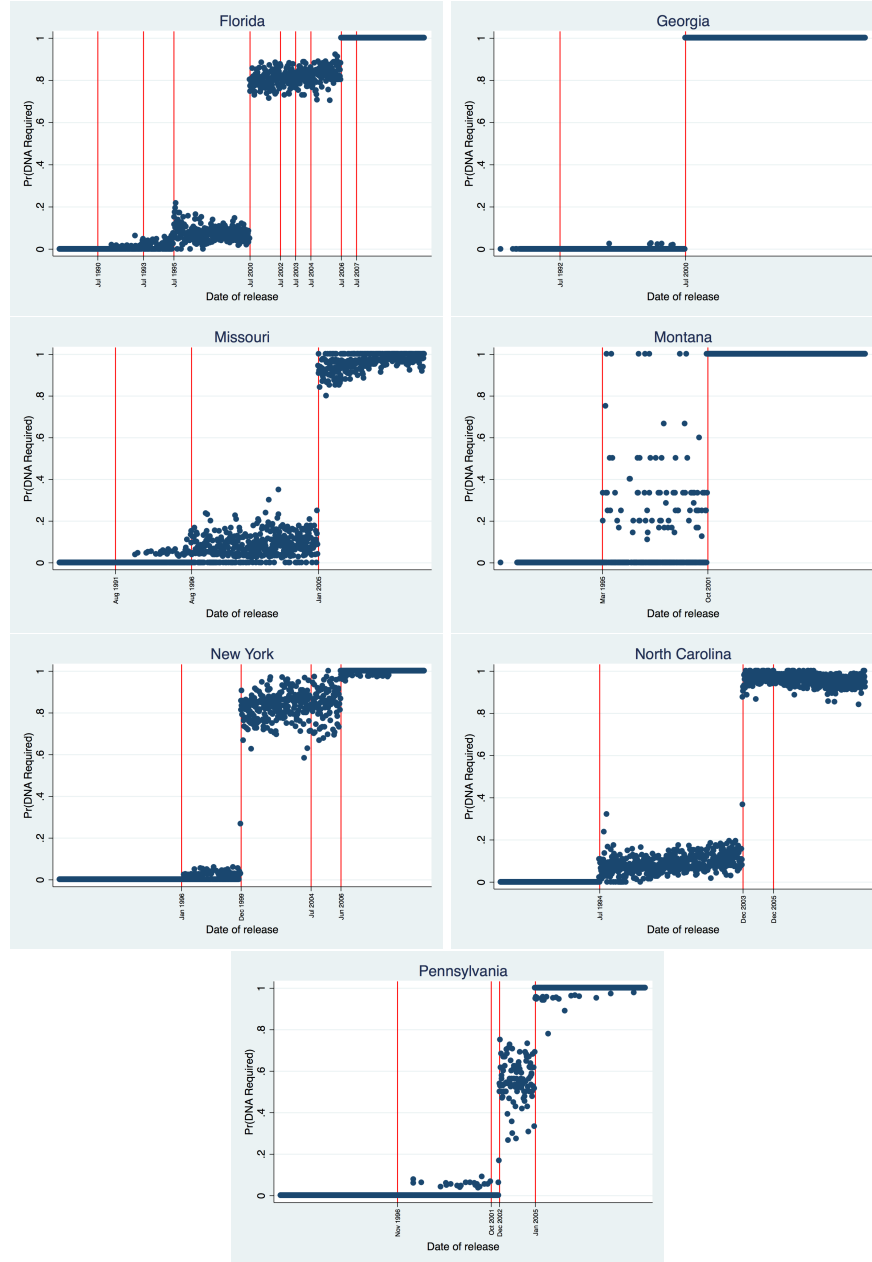 Florida
Pr(DNA Required)
1
.8
.6
.4
.2
0
Jul 1990
Jul 1993
Jul 1995
Jul 2000
Jul 2002
Jul 2003
Jul 2004
Jul 2006
Jul 2007
Date of release
Georgia
Pr(DNA Required)
1
.8
.6
.4
.2
0
Jul 1992
Jul 2000
Date of release
Missouri
Pr(DNA Required)
1
.8
.6
.4
.2
0
Aug 1991
Aug 1996
Jan 2005
Date of release
Montana
Pr(DNA Required)
1
.8
.6
.4
.2
0
Mar 1995
Oct 2001
Date of release
New York
Pr(DNA Required)
1
.8
.6
.4
.2
0
Jan 1996
Dec 1999
Jul 2004
Jun 2006
Date of release
North Carolina
Pr(DNA Required)
1
.8
.6
.4
.2
0
Jul 1994
Dec 2003
Dec 2005
Date of release
Pennsylvania
Pr(DNA Required)
1
.8
.6
.4
.2
0
Nov 1996
Oct 2001
Dec 2002
Jan 2005
Date of release